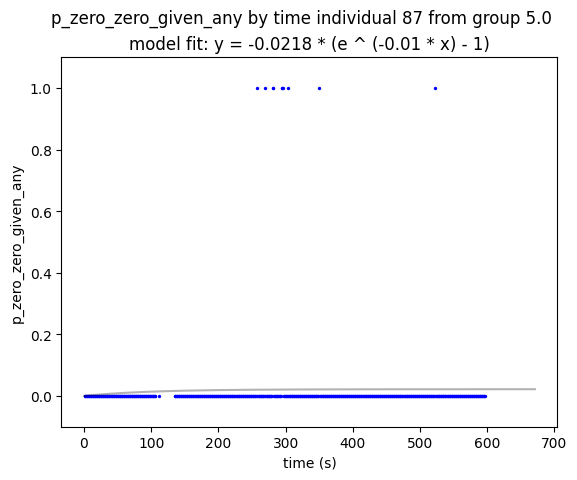 p_zero_zero_given_any by time individual 87 from group 5.0
model fit: y = -0.0218 * (e ^ (-0.01 * x) - 1)
1.0
0.8
0.6
0.4
0.2
0.0
p_zero_zero_given_any
0 100 200 300 400 500 600 700
time (s)